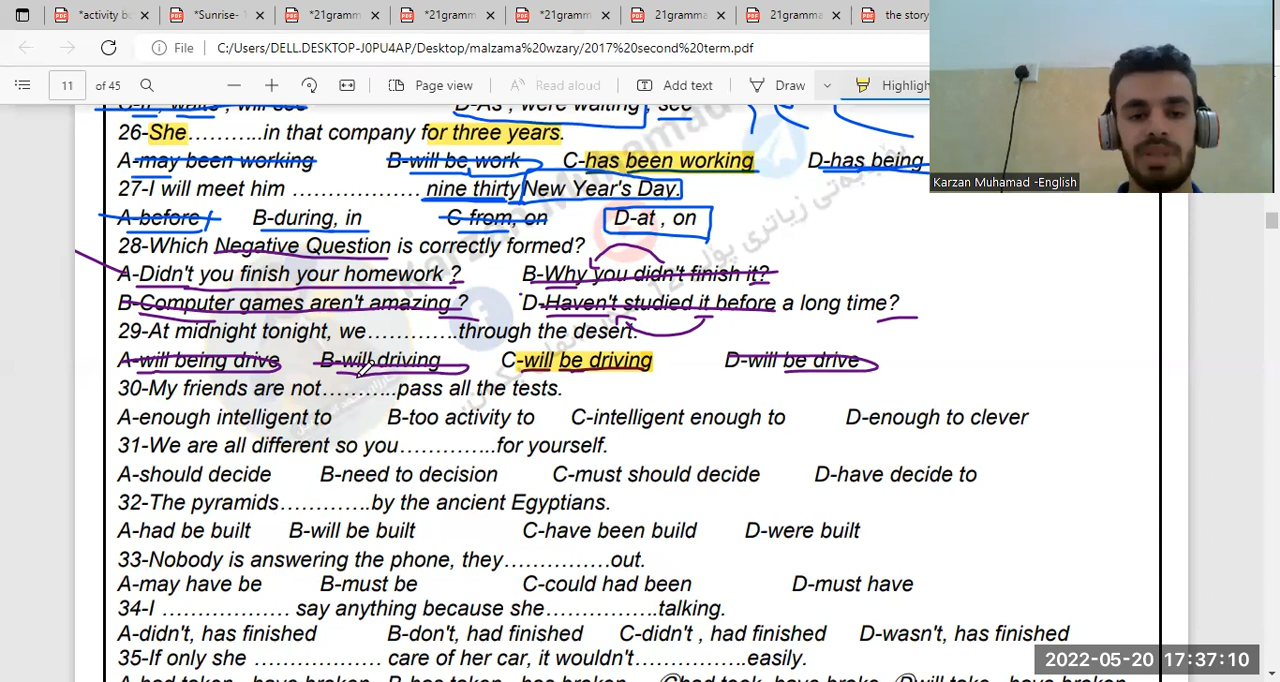 *activity b
*Sunrise- T
*21gramm
*21gramm
*21gramm
21gramma
21gramma
the story
File C:/Users/DELL.DESKTOP-J0PU4AP/Desktop/malzama%20wzary/2017%20second%20term.pdf
11 of 45 Page view Read aloud Add text Draw Highligh
C-If , waits , will see D-As , were waiting , see
26-She………..in that company for three years.
A-may been working B-will be work C-has been working D-has being
27-I will meet him ………………… nine thirty New Year's Day.
A-before B-during, in C from, on D-at , on
28-Which Negative Question is correctly formed?
A-Didn't you finish your homework ? B-Why you didn't finish it?
B-Computer games aren't amazing ? D-Haven't studied it before a long time?
29-At midnight tonight, we………….through the desert.
A-will being drive B-will driving C-will be driving D-will be drive
30-My friends are not………..pass all the tests.
A-enough intelligent to B-too activity to C-intelligent enough to D-enough to clever
31-We are all different so you…………..for yourself.
A-should decide B-need to decision C-must should decide D-have decide to
32-The pyramids………….by the ancient Egyptians.
A-had be built B-will be built C-have been build D-were built
33-Nobody is answering the phone, they……………out.
A-may have be B-must be C-could had been D-must have
34-I ……………… say anything because she…………….talking.
A-didn't, has finished B-don't, had finished C-didn't , had finished D-wasn't, has finished
35-If only she ……………… care of her car, it wouldn't…………….easily.
Karzan Muhamad -English
2022-05-20 17:37:10